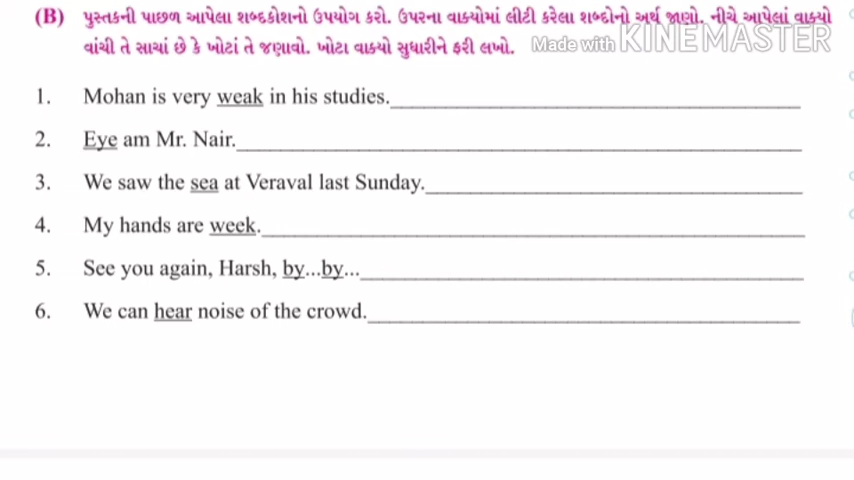 (B) પુસ્તકની પાછળ આપેલા શબ્દકોશનો ઉપયોગ કરો. ઉપરના વાક્યોમાં લીટી કરેલા શબ્દોનો અર્થ જાણો. નીચે આપેલાં વાક્યો
વાંચી તે સાચાં છે કે ખોટાં તે જણાવો. ખોટા વાક્યો સુધારીને ફરી લખો. Made with KINEMASTER
1. Mohan is very weak in his studies.
2. Eye am Mr. Nair.
3. We saw the sea at Veraval last Sunday.
4. My hands are week.
5. See you again, Harsh, by...by...
6. We can hear noise of the crowd.